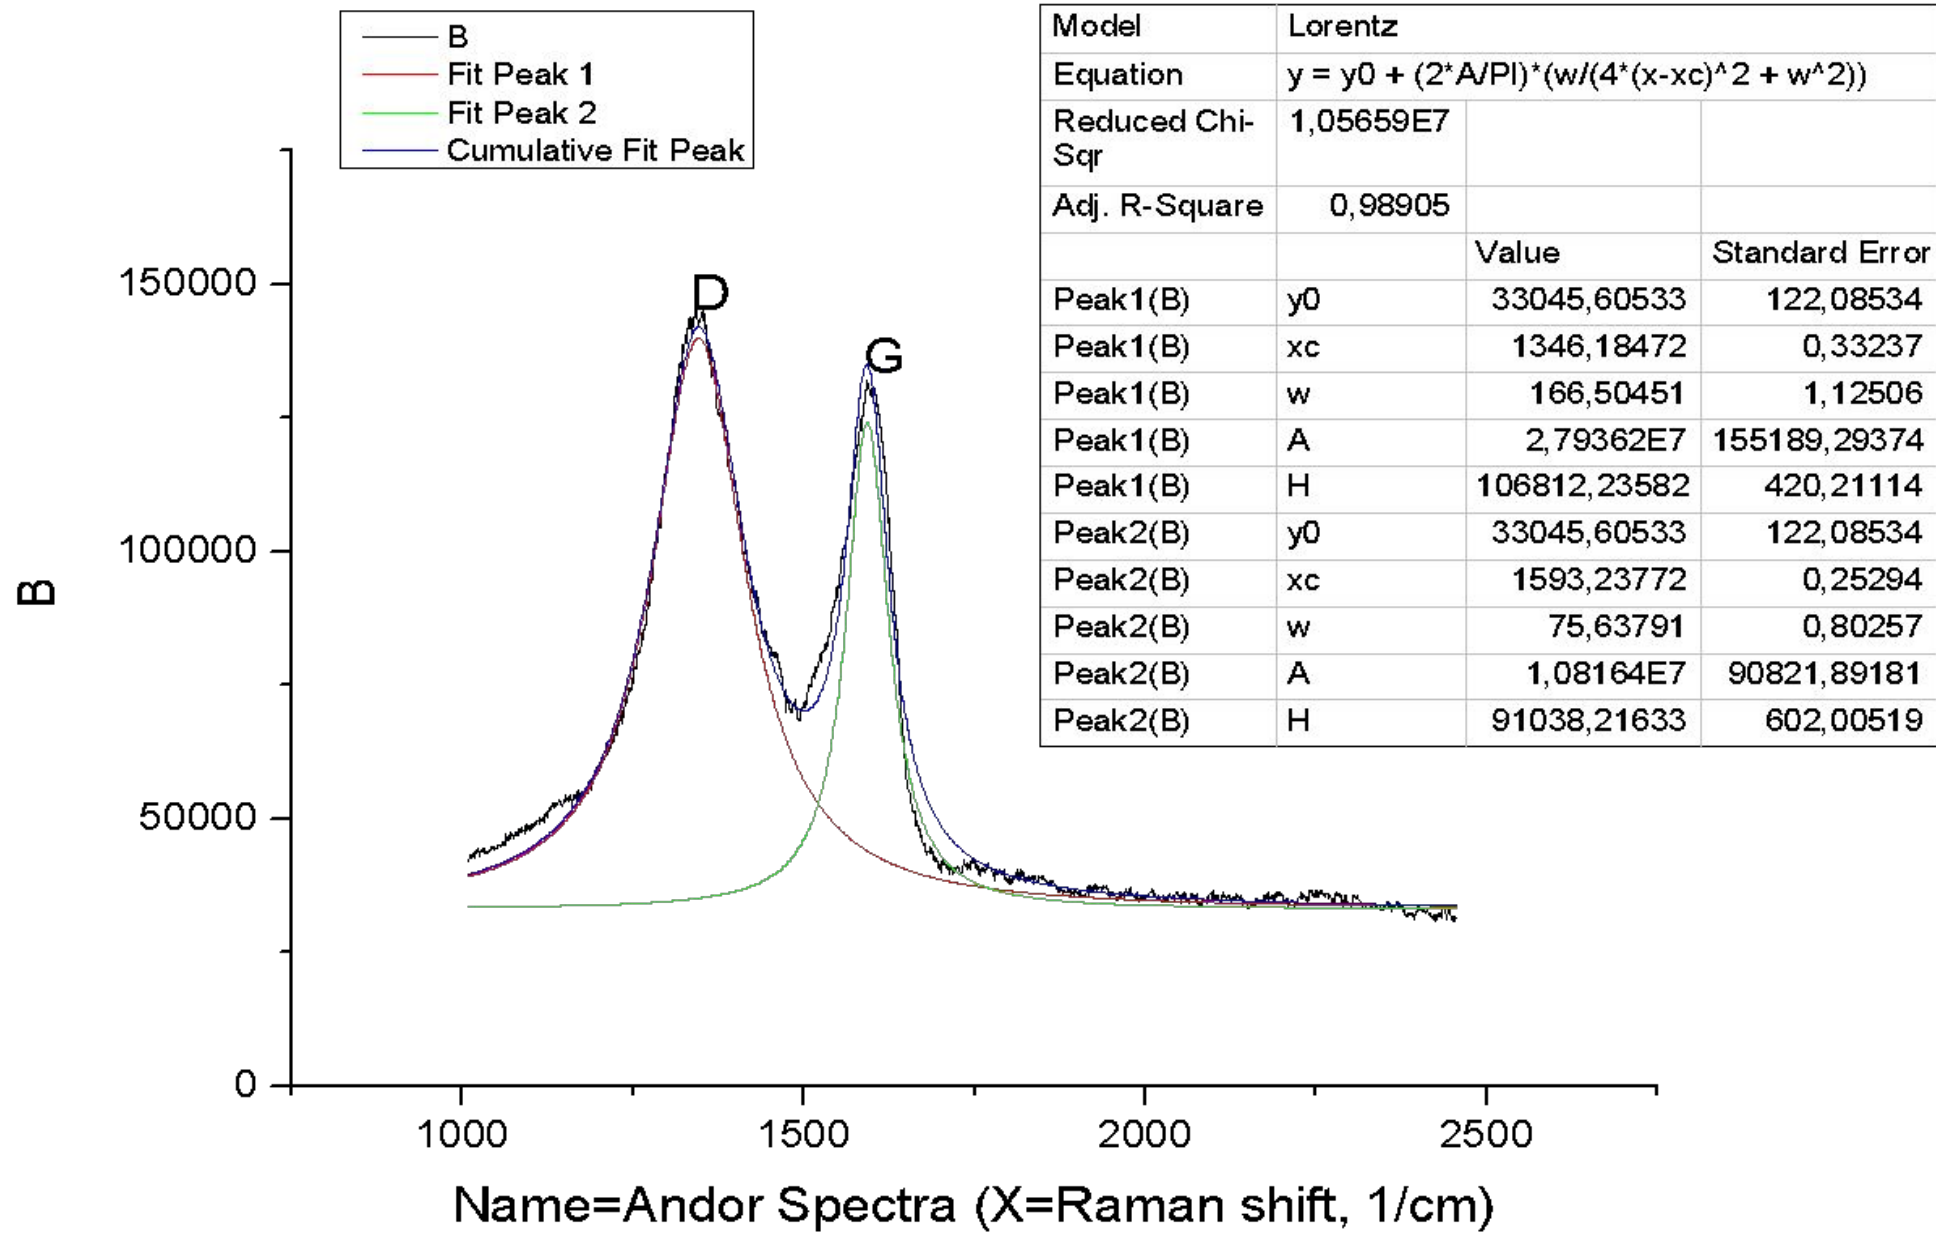 B
Fit Peak 1
Fit Peak 2
Cumulative Fit Peak
Model Lorentz
Equation y = y0 + (2*A/PI)*(w/(4*(x-xc)^2 + w^2))
Reduced Chi-
Sqr 1,05659E7
Adj. R-Square 0,98905
Value Standard Error
Peak1(B) y0 33045,60533 122,08534
Peak1(B) xc 1346,18472 0,33237
Peak1(B) w 166,50451 1,12506
Peak1(B) A 2,79362E7 155189,29374
Peak1(B) H 106812,23582 420,21114
Peak2(B) y0 33045,60533 122,08534
Peak2(B) xc 1593,23772 0,25294
Peak2(B) w 75,63791 0,80257
Peak2(B) A 1,08164E7 90821,89181
Peak2(B) H 91038,21633 602,00519
D
G
150000
100000
50000
0
B
1000 1500 2000 2500
Name=Andor Spectra (X=Raman shift, 1/cm)